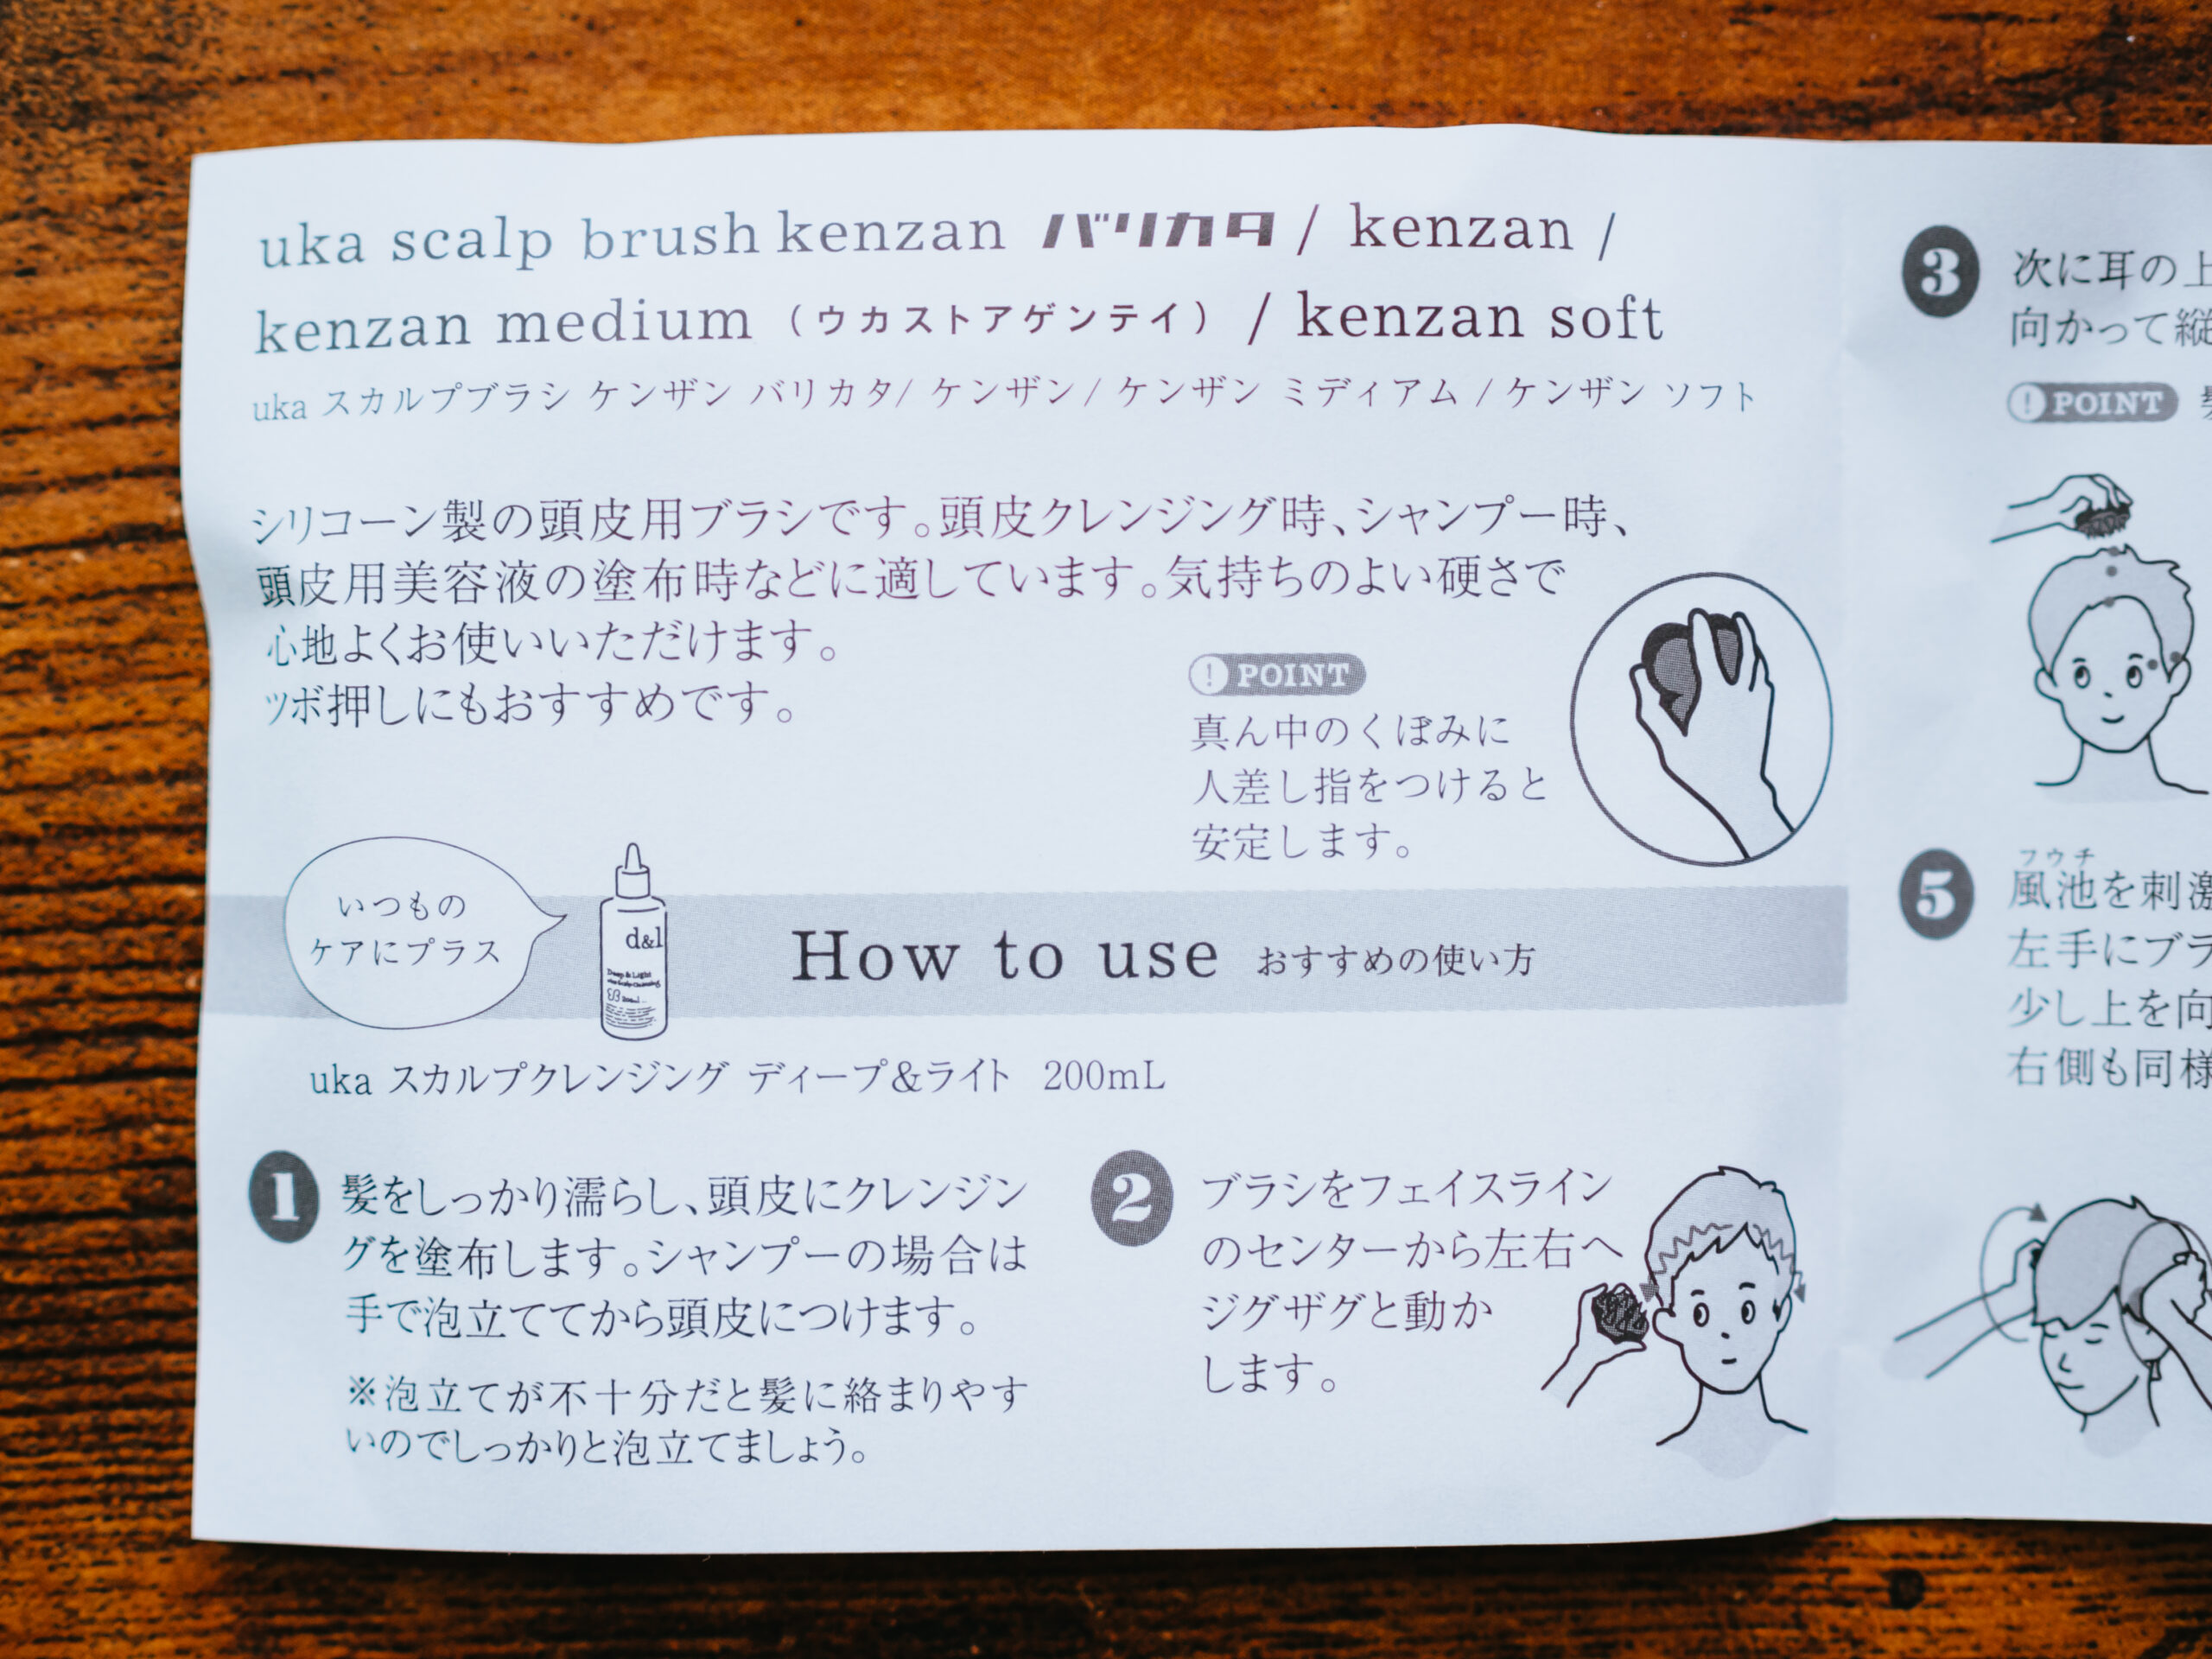 uka scalp brush kenzan バリカタ / kenzan /
kenzan medium （ウカストアゲンテイ） / kenzan soft
uka スカルプブラシ ケンザン バリカタ/ ケンザン/ ケンザン ミディアム / ケンザン ソフト
シリコーン製の頭皮用ブラシです。頭皮クレンジング時、シャンプー時、
頭皮用美容液の塗布時などに適しています。気持ちのよい硬さで
心地よくお使いいただけます。
ツボ押しにもおすすめです。
! POINT
真ん中のくぼみに
人差し指をつけると
安定します。
いつもの
ケアにプラス
d&l
Deep & Light
How to use おすすめの使い方
uka スカルプクレンジング ディープ&ライト 200mL
1 髪をしっかり濡らし、頭皮にクレンジン
グを塗布します。シャンプーの場合は
手で泡立ててから頭皮につけます。
※泡立てが不十分だと髪に絡まりやす
いのでしっかりと泡立てましょう。
2 ブラシをフェイスライン
のセンターから左右へ
ジグザグと動か
します。
3 次に耳の上
向かって縦
! POINT
フウチ
5 風池を刺激
左手にブラ
少し上を向
右側も同様